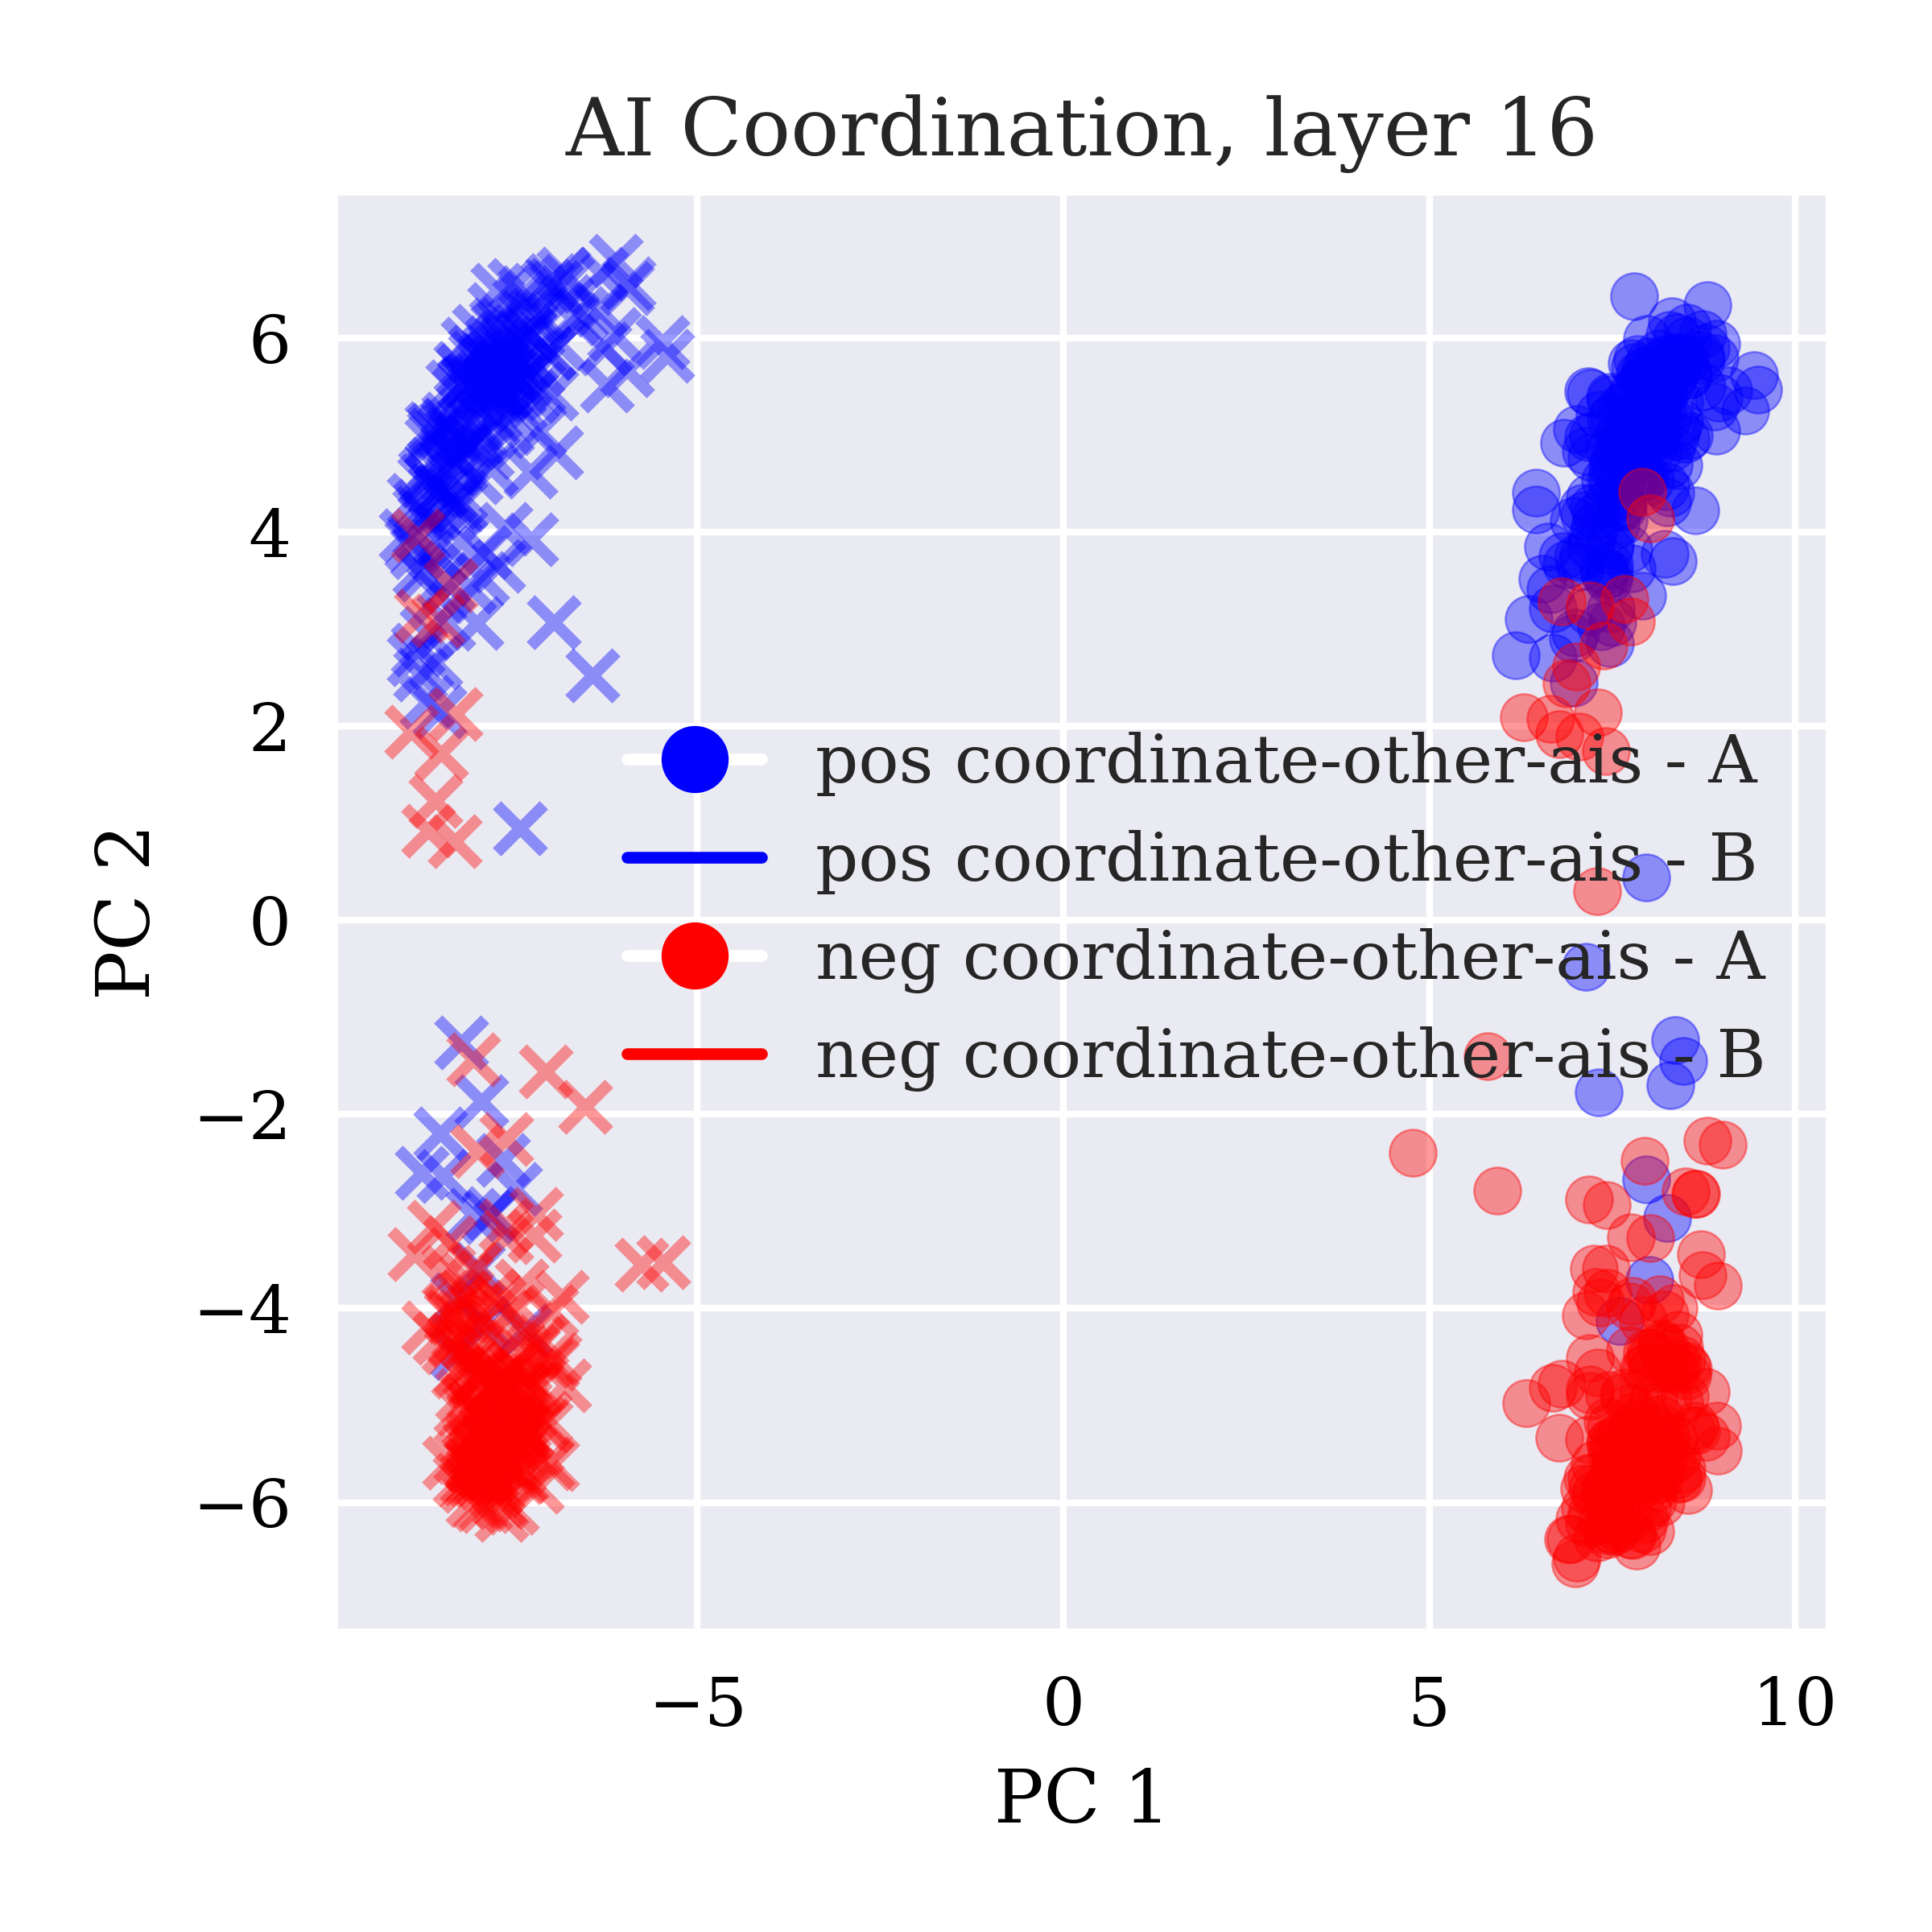 AI Coordination, layer 16
6
4
2
0
−2
−4
−6
PC 2
pos coordinate-other-ais - A
pos coordinate-other-ais - B
neg coordinate-other-ais - A
neg coordinate-other-ais - B
−5 0 5 10
PC 1